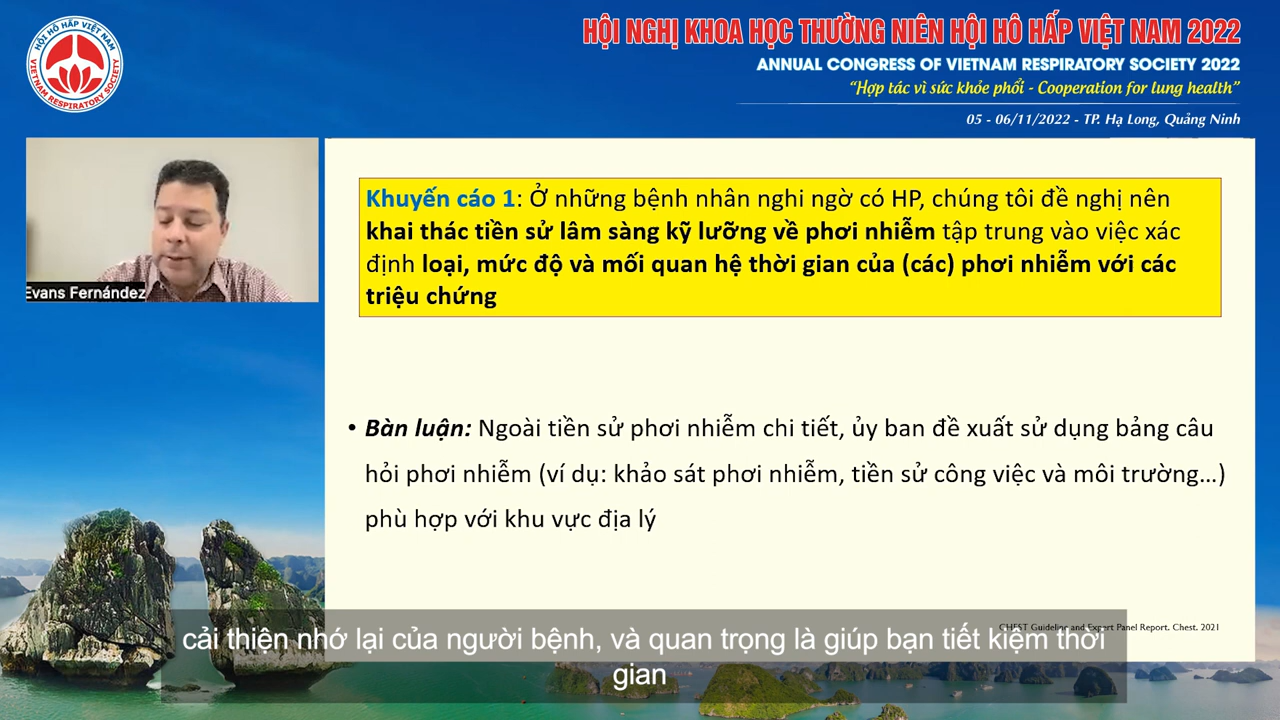 HỘI HÔ HẤP VIỆT NAM
VIETNAM RESPIRATORY SOCIETY
HỘI NGHỊ KHOA HỌC THƯỜNG NIÊN HỘI HÔ HẤP VIỆT NAM 2022
ANNUAL CONGRESS OF VIETNAM RESPIRATORY SOCIETY 2022
“Hợp tác vì sức khỏe phổi - Cooperation for lung health”
05 - 06/11/2022 - TP. Hạ Long, Quảng Ninh
Evans Fernández
Khuyến cáo 1: Ở những bệnh nhân nghi ngờ có HP, chúng tôi đề nghị nên
khai thác tiền sử lâm sàng kỹ lưỡng về phơi nhiễm tập trung vào việc xác
định loại, mức độ và mối quan hệ thời gian của (các) phơi nhiễm với các
triệu chứng
• Bàn luận: Ngoài tiền sử phơi nhiễm chi tiết, ủy ban đề xuất sử dụng bảng câu
hỏi phơi nhiễm (ví dụ: khảo sát phơi nhiễm, tiền sử công việc và môi trường…)
phù hợp với khu vực địa lý
CHEST Guideline and Expert Panel Report. Chest. 2021
cải thiện nhớ lại của người bệnh, và quan trọng là giúp bạn tiết kiệm thời
gian